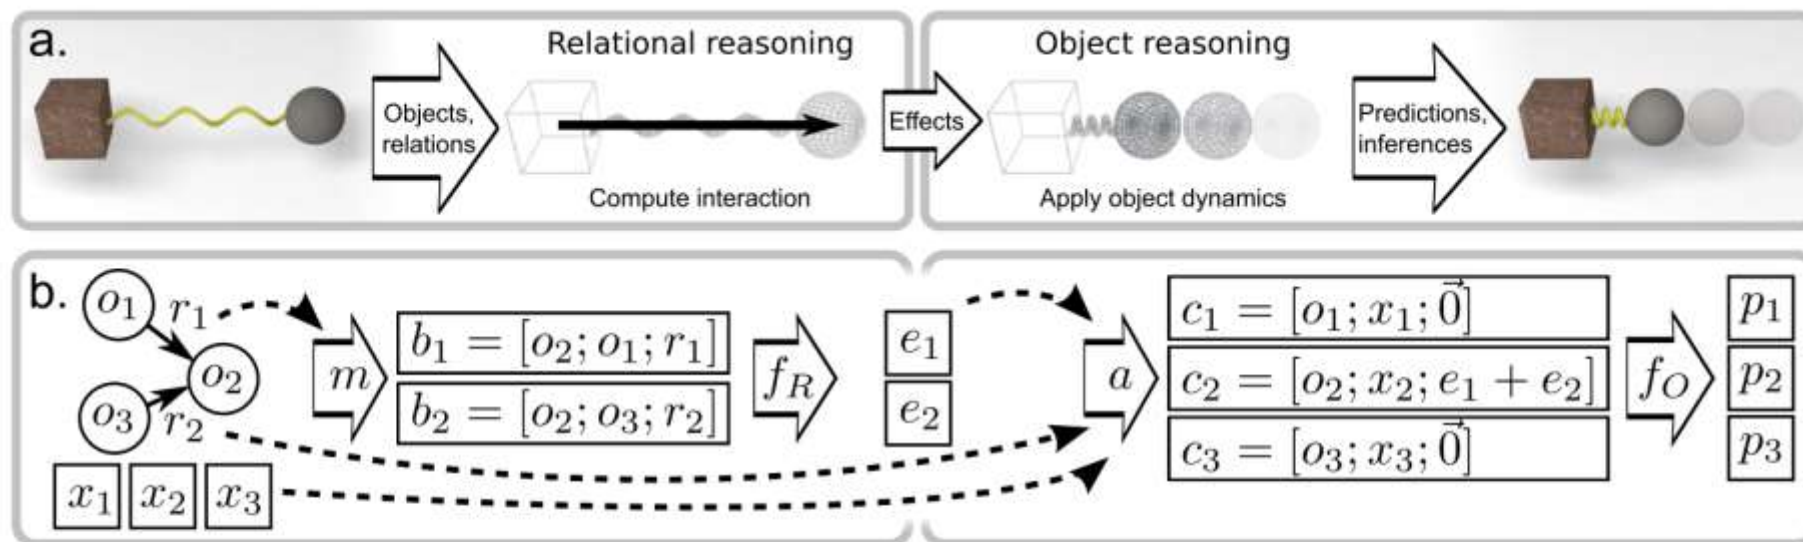 a.
Relational reasoning
Object reasoning
Objects,
relations
Effects
Predictions,
inferences
Compute interaction
Apply object dynamics
b.
o₁
r₁
o₂
o₃
r₂
x₁ x₂ x₃
m
b₁ = [o₂; o₁; r₁]
b₂ = [o₂; o₃; r₂]
f_R
e₁
e₂
a
c₁ = [o₁; x₁; 0⃗]
c₂ = [o₂; x₂; e₁ + e₂]
c₃ = [o₃; x₃; 0⃗]
f_O
p₁
p₂
p₃